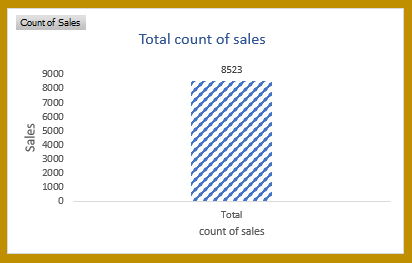 Count of Sales
Total count of sales
8523
9000
8000
7000
6000
5000
4000
3000
2000
1000
0
Sales
Total
count of sales